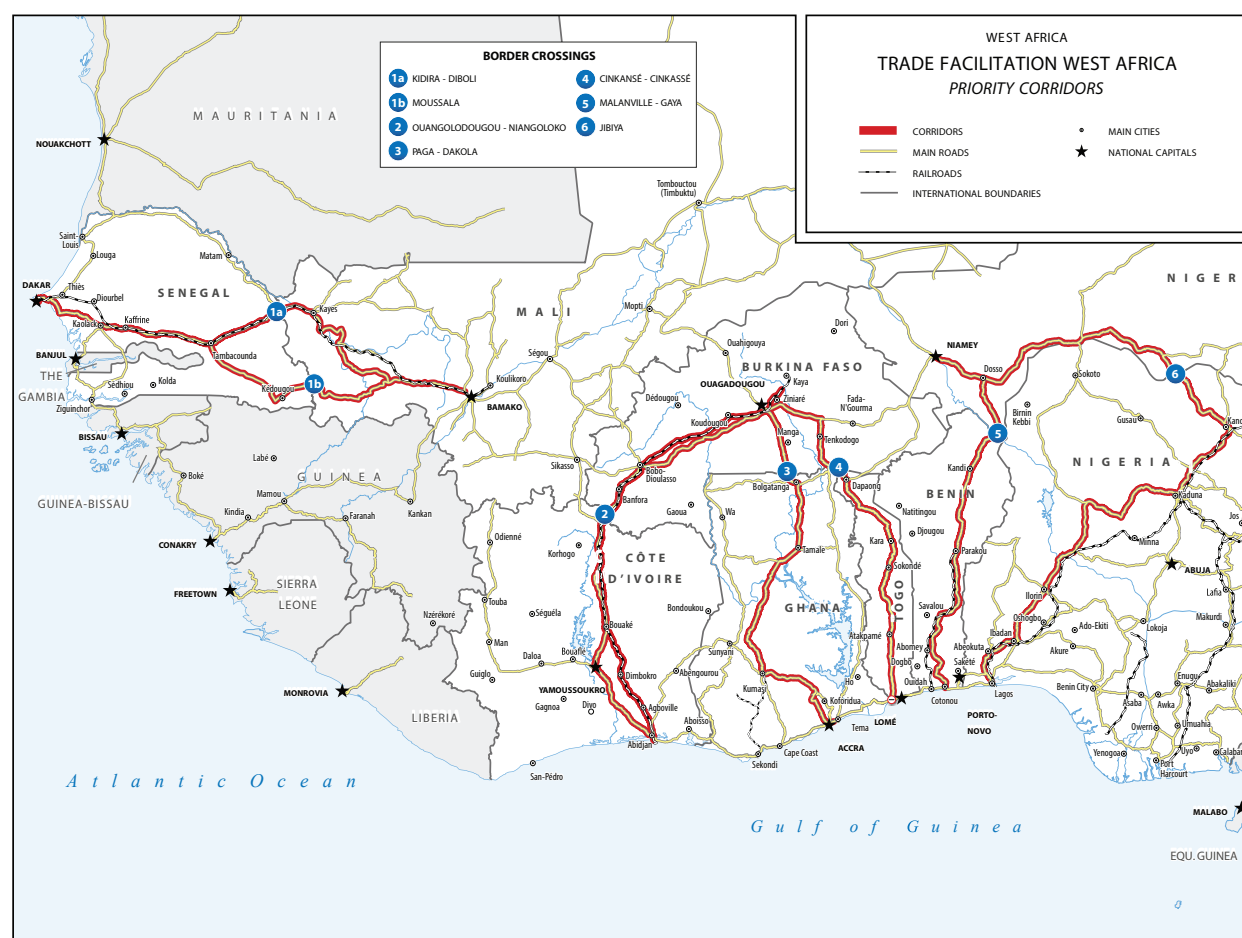 WEST AFRICA
TRADE FACILITATION WEST AFRICA
PRIORITY CORRIDORS
CORRIDORS
MAIN ROADS
RAILROADS
INTERNATIONAL BOUNDARIES
MAIN CITIES
NATIONAL CAPITALS
BORDER CROSSINGS
1a KIDIRA - DIBOLI
1b MOUSSALA
2 OUANGOLODOUGOU - NIANGOLOKO
3 PAGA - DAKOLA
4 CINKANSÉ - CINKASSÉ
5 MALANVILLE - GAYA
6 JIBIYA
MAURITANIA
NOUAKCHOTT
Tombouctou
(Timbuktu)
Saint-
Louis
Louga
Matam
DAKAR
Thiès
Diourbel
SENEGAL
Kaolack
Kaffrine
Tambacounda
1a
Kayes
MALI
Mopti
NIGER
BANJUL
THE
GAMBIA
Sédhiou
Kolda
Ziguinchor
Kédougou
1b
Ségou
Koulikoro
BAMAKO
BISSAU
GUINEA-BISSAU
Boké
Labé
GUINEA
Mamou
Kindia
Faranah
Kankan
CONAKRY
FREETOWN
SIERRA
LEONE
Nzérékoré
MONROVIA
LIBERIA
Dori
Ouahigouya
BURKINA FASO
OUAGADOUGOU
Kaya
Ziniaré
Dédougou
Koudougou
Fada-
N'Gourma
Manga
Tenkodogo
Sikasso
Bobo-
Dioulasso
Banfora
Gaoua
2
3
4
Bolgatanga
Dapaong
Wa
NIAMEY
Dosso
Sokoto
6
Birnin
Kebbi
Gusau
Kano
5
Kandi
NIGERIA
BENIN
Natitingou
Djougou
Kaduna
Jos
Minna
ABUJA
Odienné
Korhogo
CÔTE
D'IVOIRE
Touba
Séguéla
Bondoukou
Bouaké
Man
Daloa
Bouaflé
Guiglo
YAMOUSSOUKRO
Dimbokro
Abengourou
Gagnoa
Divo
Agboville
Aboisso
Abidjan
San-Pédro
Tamale
GHANA
Sunyani
Kumasi
Koforidua
Ho
Tema
ACCRA
Cape Coast
Sekondi
Kara
Sokondé
TOGO
Atakpamé
LOMÉ
Parakou
Savalou
Abomey
Dogbo
Ouidah
Cotonou
Sakété
PORTO-
NOVO
Ilorin
Oshogbo
Ibadan
Abeokuta
Lagos
Ado-Ekiti
Akure
Lokoja
Lafia
Makurdi
Benin City
Enugu
Abakaliki
Asaba
Awka
Owerri
Umuahia
Yenogoa
Uyo
Calabar
Port
Harcourt
MALABO
EQU. GUINEA
Atlantic Ocean
Gulf of Guinea